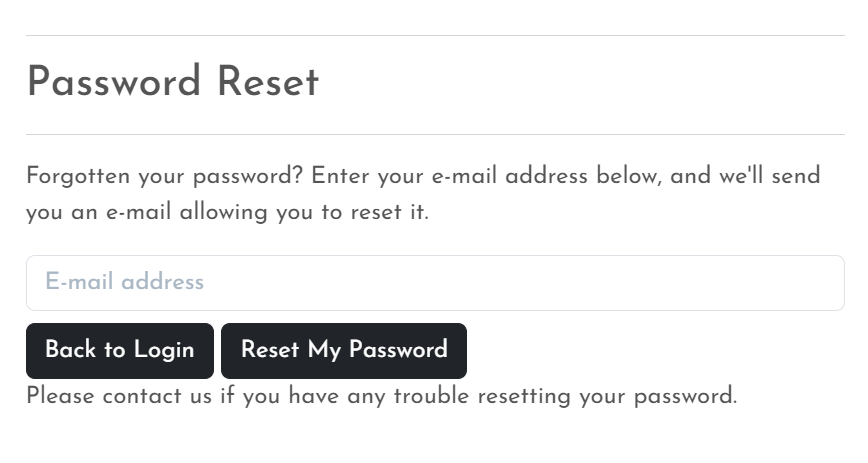 Password Reset
Forgotten your password? Enter your e-mail address below, and we'll send
you an e-mail allowing you to reset it.
E-mail address
Back to Login Reset My Password
Please contact us if you have any trouble resetting your password.